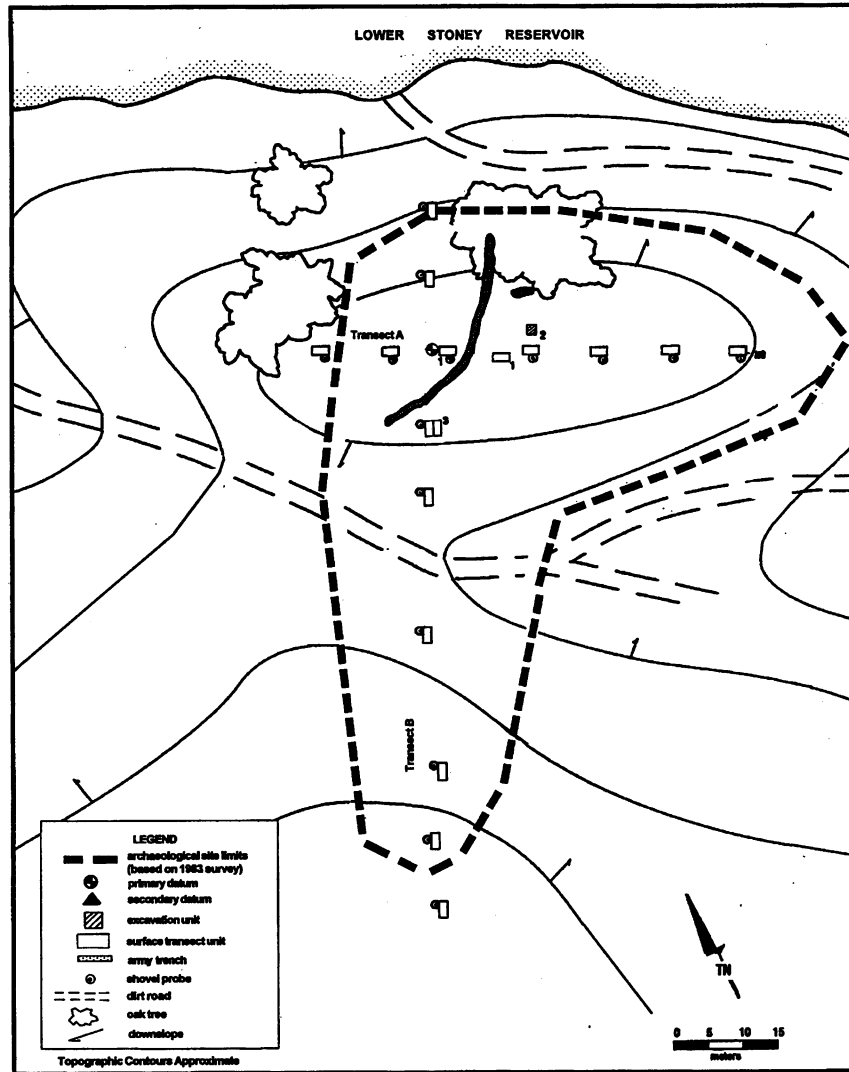 LOWER STONEY RESERVOIR
Transect A
2
1
1
3
Transect B
LEGEND
archaeological site limits
(based on 1983 survey)
primary datum
secondary datum
excavation unit
surface transect unit
army trench
shovel probe
dirt road
oak tree
downslope
Topographic Contours Approximate
TN
0 5 10 15
meters